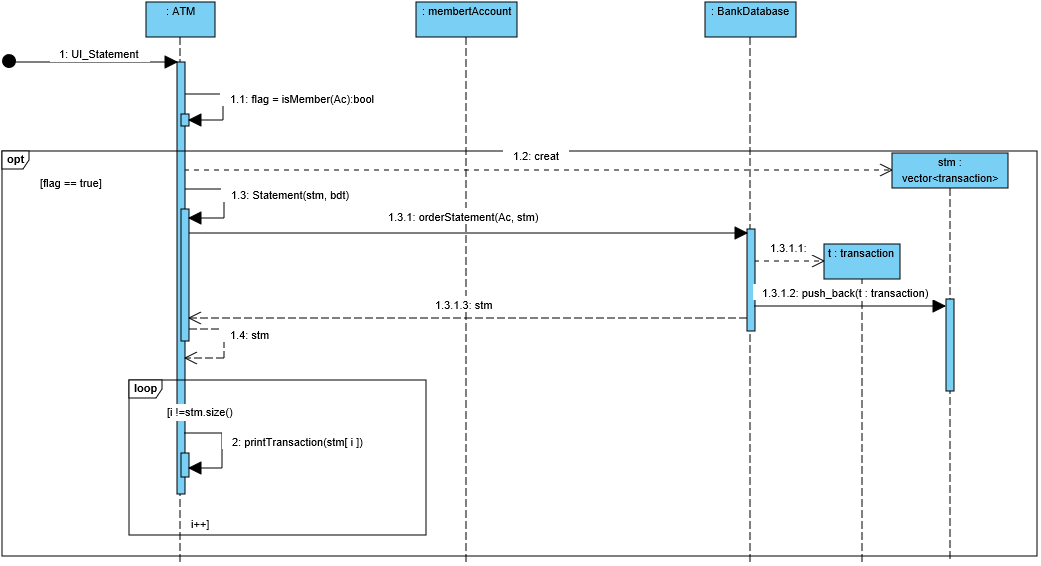 : ATM
: membertAccount
: BankDatabase
1: UI_Statement
1.1: flag = isMember(Ac):bool
opt
1.2: creat
stm :
vector<transaction>
[flag == true]
1.3: Statement(stm, bdt)
1.3.1: orderStatement(Ac, stm)
1.3.1.1:
t : transaction
1.3.1.2: push_back(t : transaction)
1.3.1.3: stm
1.4: stm
loop
[i !=stm.size()
2: printTransaction(stm[ i ])
i++]